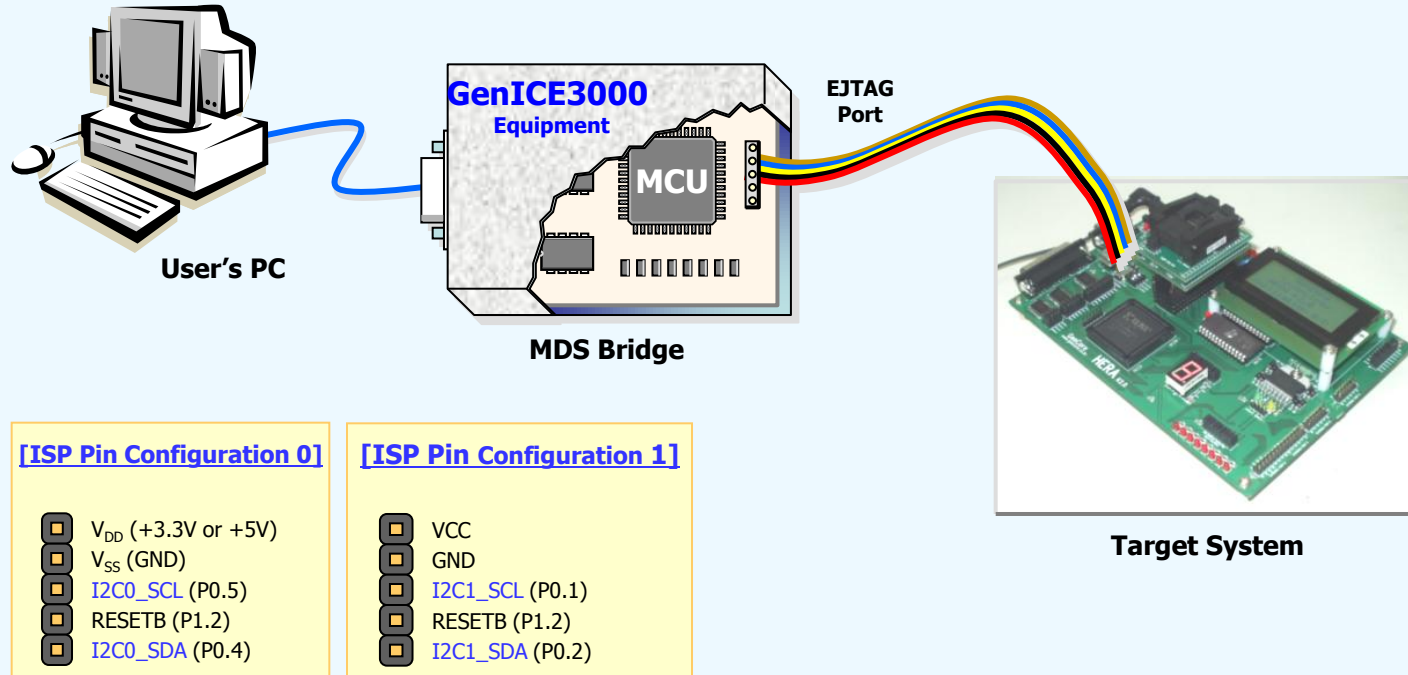 GenICE3000
Equipment
MCU
EJTAG
Port
User’s PC
MDS Bridge
HERA
Target System
[ISP Pin Configuration 0]
VDD (+3.3V or +5V)
VSS (GND)
I2C0_SCL (P0.5)
RESETB (P1.2)
I2C0_SDA (P0.4)
[ISP Pin Configuration 1]
VCC
GND
I2C1_SCL (P0.1)
RESETB (P1.2)
I2C1_SDA (P0.2)